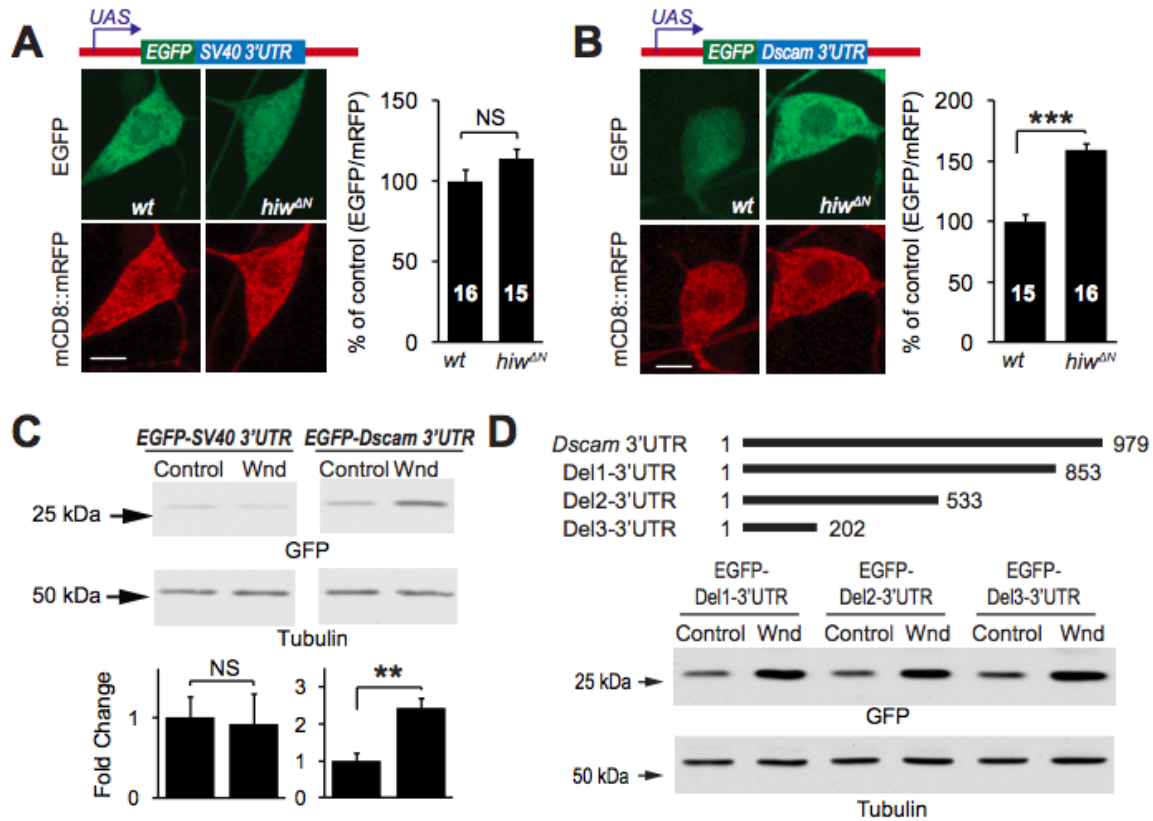 A
UAS
EGFP SV40 3'UTR
EGFP
wt
hiwΔN
mCD8::mRFP
% of control (EGFP/mRFP)
150
100
50
0
NS
16
15
wt
hiwΔN
B
UAS
EGFP Dscam 3'UTR
EGFP
wt
hiwΔN
mCD8::mRFP
% of control (EGFP/mRFP)
200
150
100
50
0
***
15
16
wt
hiwΔN
C
EGFP-SV40 3'UTR EGFP-Dscam 3'UTR
Control Wnd Control Wnd
25 kDa
GFP
50 kDa
Tubulin
Fold Change
1
0
NS
3
2
1
0
**
D
Dscam 3'UTR 1 979
Del1-3'UTR 1 853
Del2-3'UTR 1 533
Del3-3'UTR 1 202
EGFP- EGFP- EGFP-
Del1-3'UTR Del2-3'UTR Del3-3'UTR
Control Wnd Control Wnd Control Wnd
25 kDa
GFP
50 kDa
Tubulin